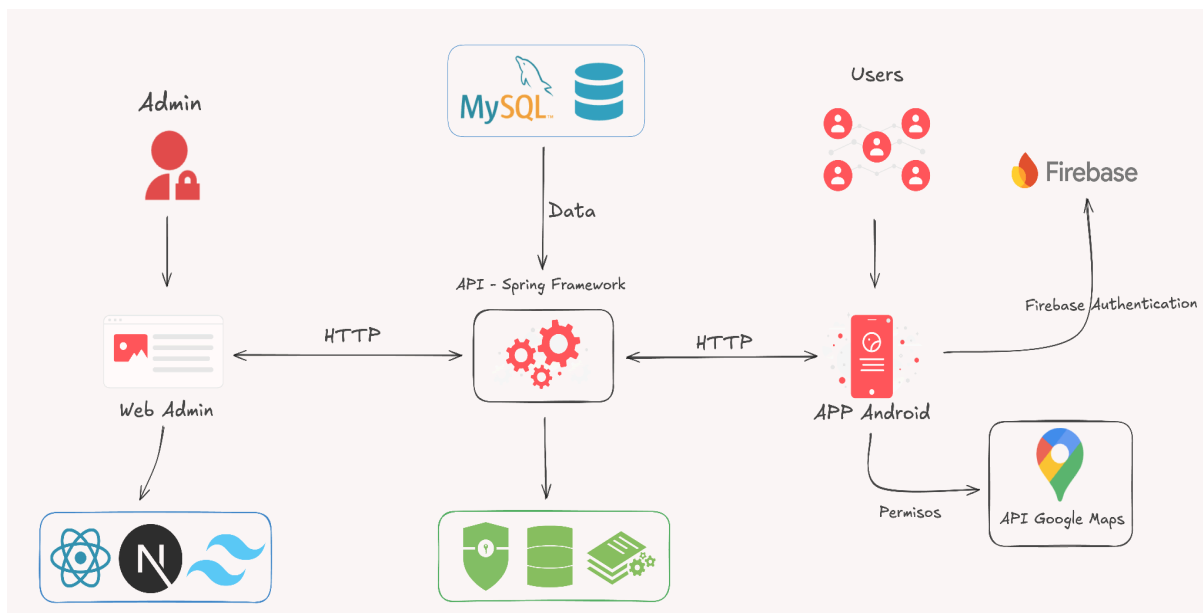 Admin
MySQL
TM
Users
Firebase
Data
API - Spring Framework
Firebase Authentication
HTTP
HTTP
Web Admin
APP Android
Permisos
API Google Maps
N